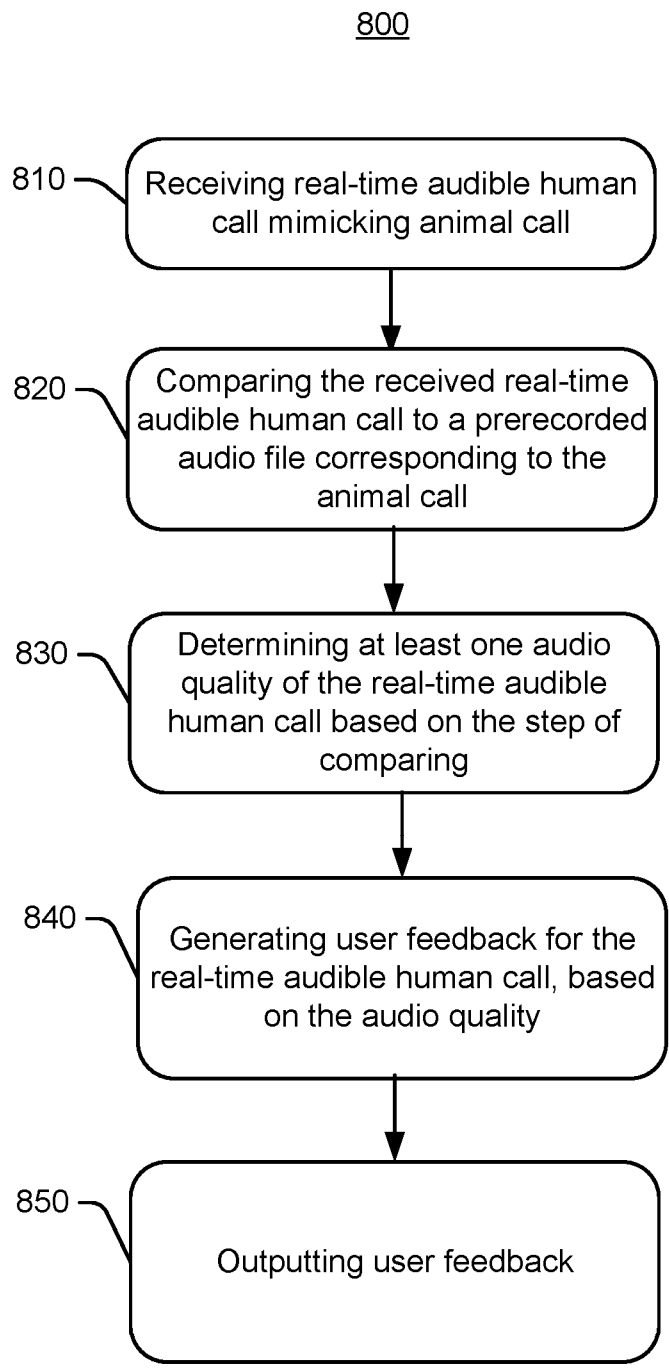 800
810
Receiving real-time audible human
call mimicking animal call
820
Comparing the received real-time
audible human call to a prerecorded
audio file corresponding to the
animal call
830
Determining at least one audio
quality of the real-time audible
human call based on the step of
comparing
840
Generating user feedback for the
real-time audible human call, based
on the audio quality
850
Outputting user feedback